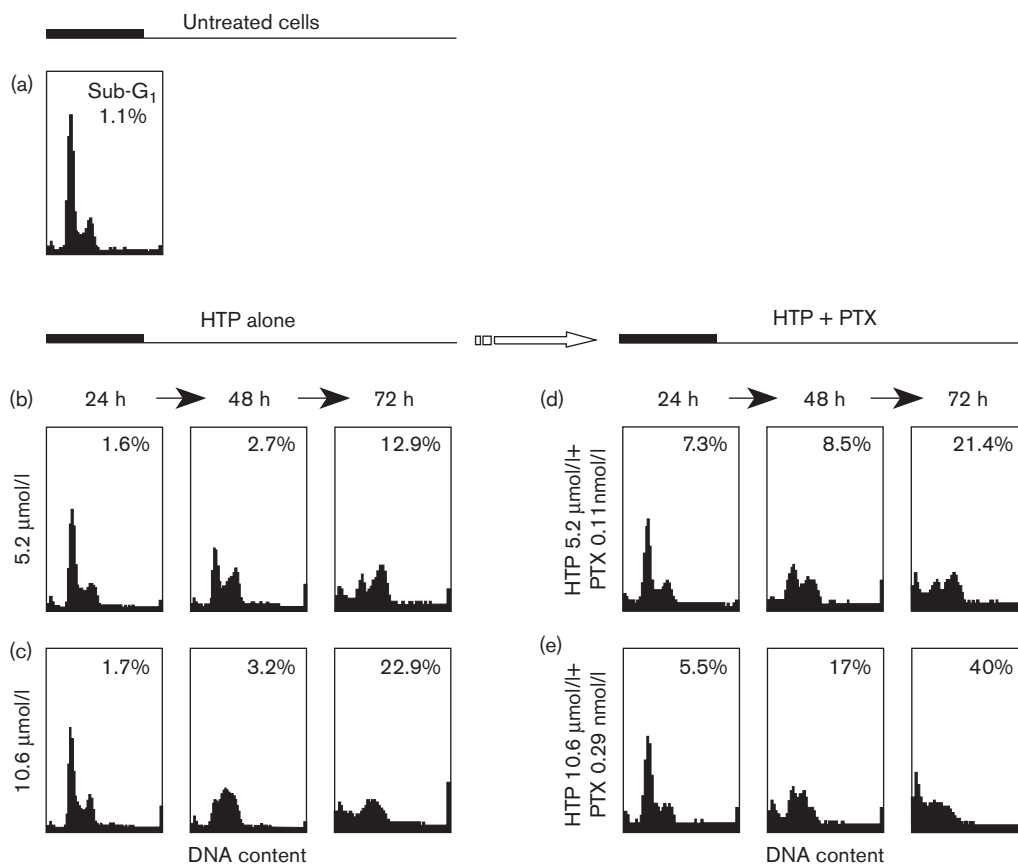 Untreated cells
(a)
Sub-G₁
1.1%
HTP alone
HTP + PTX
(b)
24 h
48 h
72 h
5.2 μmol/l
1.6%
2.7%
12.9%
(c)
10.6 μmol/l
1.7%
3.2%
22.9%
DNA content
(d)
24 h
48 h
72 h
HTP 5.2 μmol/l+
PTX 0.11nmol/l
7.3%
8.5%
21.4%
(e)
HTP 10.6 μmol/l+
PTX 0.29 nmol/l
5.5%
17%
40%
DNA content